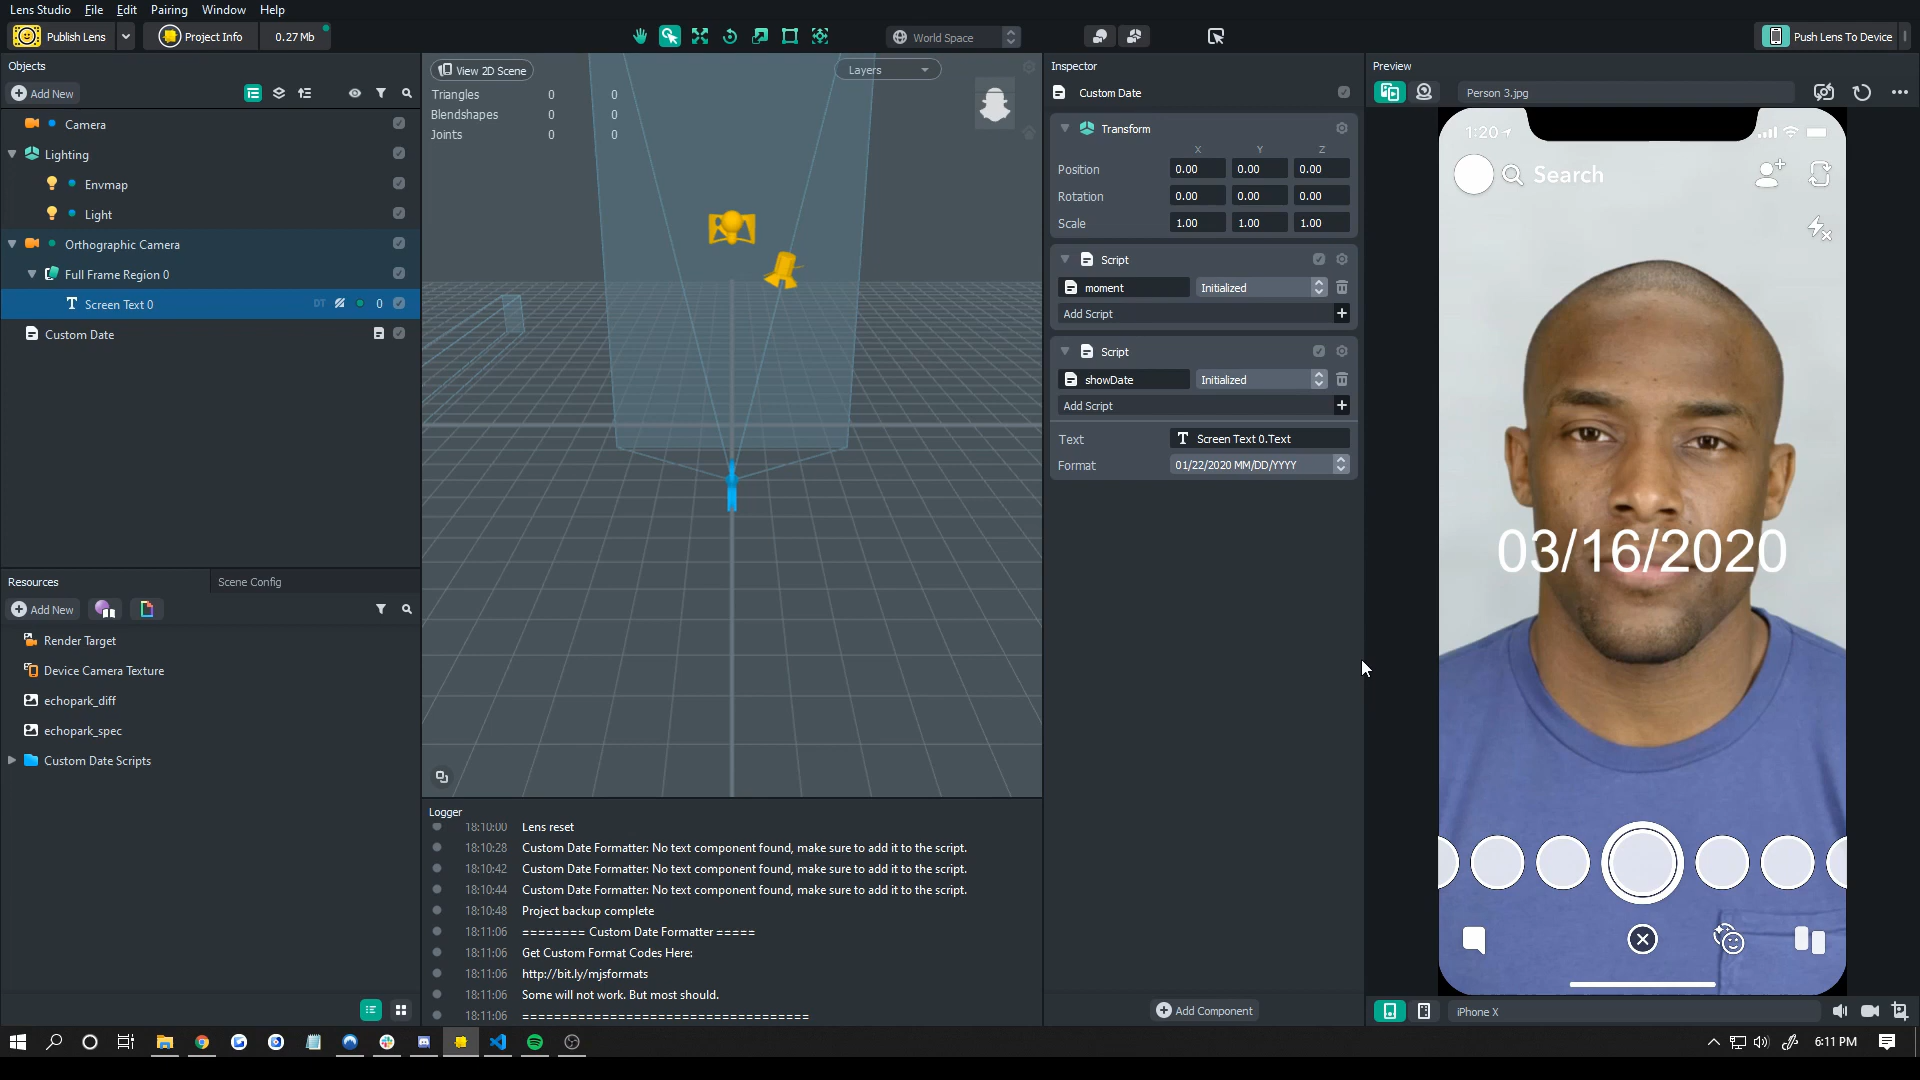 Lens Studio File Edit Pairing Window Help
Publish Lens Project Info 0.27 Mb World Space Push Lens To Device
Objects
Add New
Camera
Lighting
Envmap
Light
Orthographic Camera
Full Frame Region 0
Screen Text 0 DT 0
Custom Date
Resources Scene Config
Add New
Render Target
Device Camera Texture
echopark_diff
echopark_spec
Custom Date Scripts
View 2D Scene Layers
Triangles 0 0
Blendshapes 0 0
Joints 0 0
Logger
18:10:00 Lens reset
18:10:28 Custom Date Formatter: No text component found, make sure to add it to the script.
18:10:42 Custom Date Formatter: No text component found, make sure to add it to the script.
18:10:44 Custom Date Formatter: No text component found, make sure to add it to the script.
18:10:48 Project backup complete
18:11:06 ======== Custom Date Formatter =====
18:11:06 Get Custom Format Codes Here:
18:11:06 http://bit.ly/mjsformats
18:11:06 Some will not work. But most should.
18:11:06 ===================================
Inspector
Custom Date
Transform
X Y Z
Position 0.00 0.00 0.00
Rotation 0.00 0.00 0.00
Scale 1.00 1.00 1.00
Script
moment Initialized
Add Script
Script
showDate Initialized
Add Script
Text Screen Text 0.Text
Format 01/22/2020 MM/DD/YYYY
Add Component
Preview
Person 3.jpg
1:20
Search
03/16/2020
iPhone X
6:11 PM